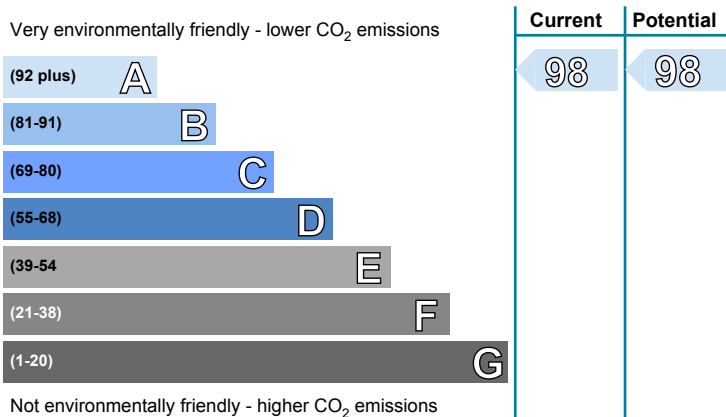 Current Potential
Very environmentally friendly - lower CO2 emissions
(92 plus) A 98 98
(81-91) B
(69-80) C
(55-68) D
(39-54 E
(21-38) F
(1-20) G
Not environmentally friendly - higher CO2 emissions